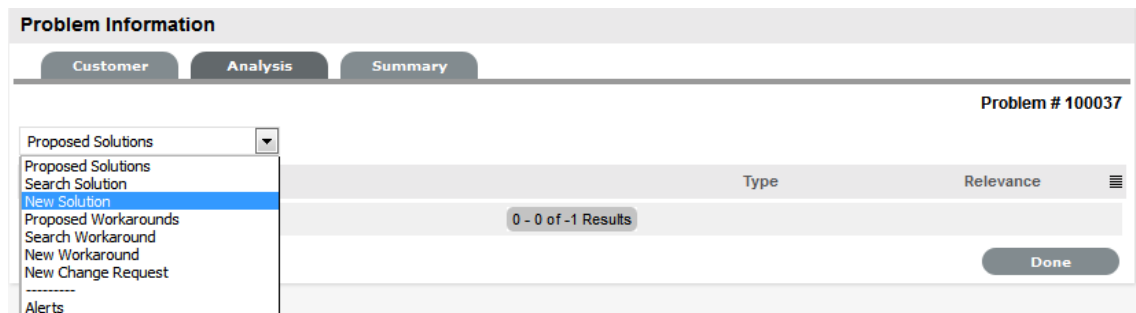 Problem Information
Customer Analysis Summary
Problem # 100037
Proposed Solutions
Proposed Solutions
Search Solution
Type Relevance
New Solution
Proposed Workarounds
0 - 0 of -1 Results
Search Workaround
New Workaround
Done
New Change Request
---------
Alerts